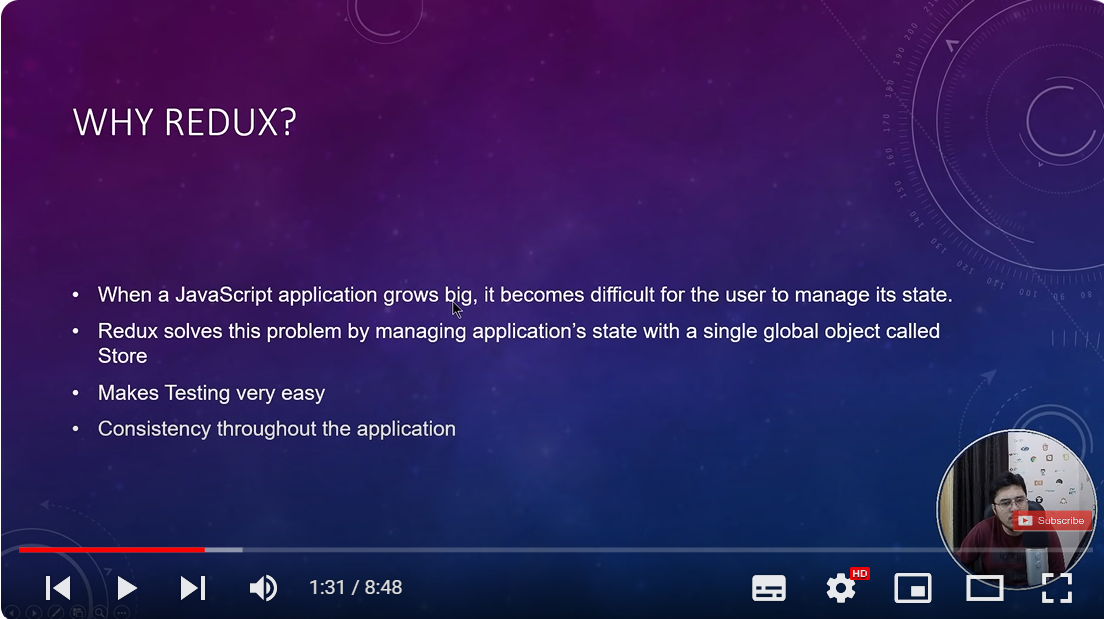 WHY REDUX?
• When a JavaScript application grows big, it becomes difficult for the user to manage its state.
• Redux solves this problem by managing application’s state with a single global object called
Store
• Makes Testing very easy
• Consistency throughout the application
Subscribe
HD
1:31 / 8:48